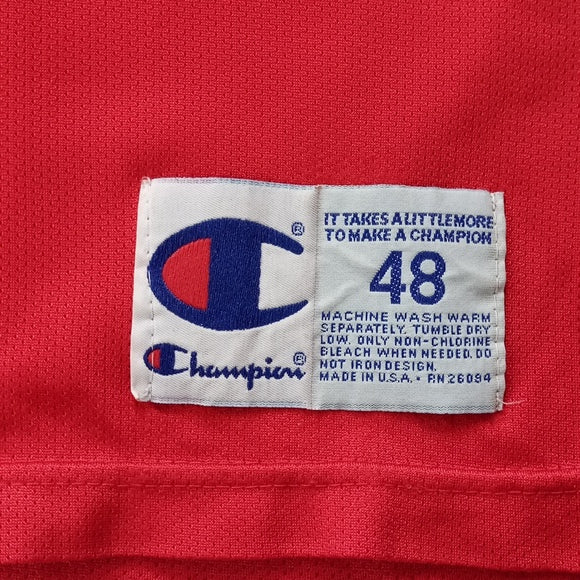 Champion
®
®
IT TAKES A LITTLE MORE
TO MAKE A CHAMPION
48
MACHINE WASH WARM
SEPARATELY. TUMBLE DRY
LOW. ONLY NON-CHLORINE
BLEACH WHEN NEEDED. DO
NOT IRON DESIGN.
MADE IN U.S.A. • RN 26094